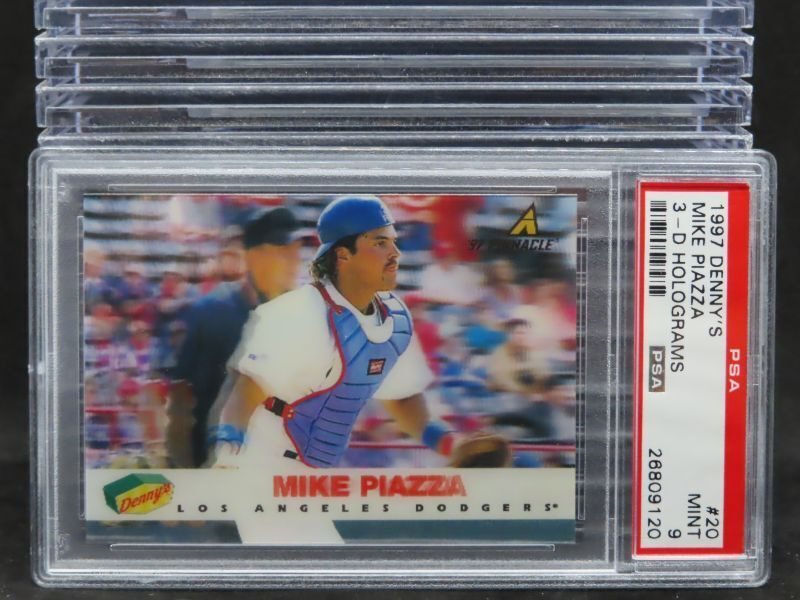 '97 PINNACLE
Denny's
MIKE PIAZZA
LOS ANGELES DODGERS
PSA
1997 DENNY'S
MIKE PIAZZA
3-D HOLOGRAMS
PSA
#20
MINT 9
26809120